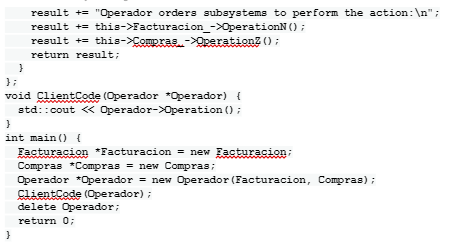 result += "Operador orders subsystems to perform the action:\n";
result += this->Facturacion_->OperationN();
result += this->Compras_->OperationZ();
return result;
}
};
void ClientCode(Operador *Operador) {
std::cout << Operador->Operation();
}
int main() {
Facturacion *Facturacion = new Facturacion;
Compras *Compras = new Compras;
Operador *Operador = new Operador(Facturacion, Compras);
ClientCode(Operador);
delete Operador;
return 0;
}